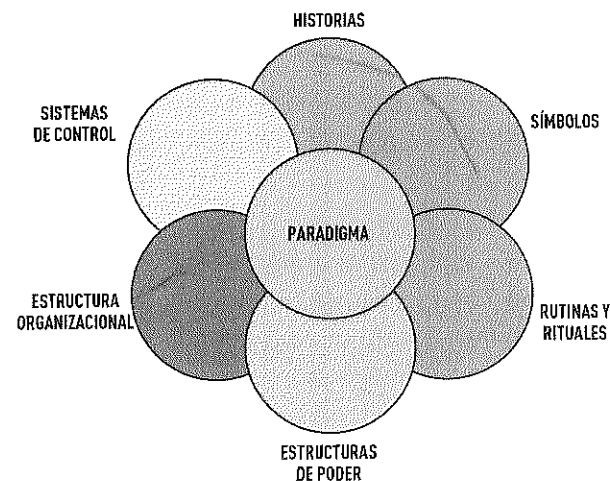 HISTORIAS
SISTEMAS
DE CONTROL
SÍMBOLOS
PARADIGMA
ESTRUCTURA
ORGANIZACIONAL
RUTINAS Y
RITUALES
ESTRUCTURAS
DE PODER